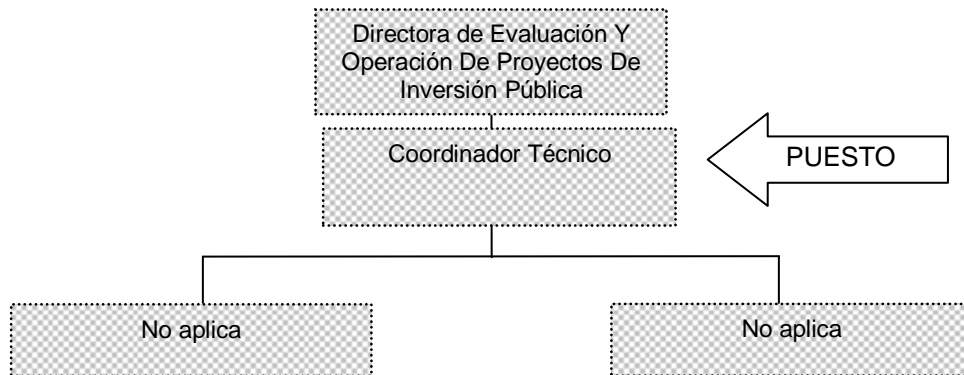 Directora de Evaluación Y
Operación De Proyectos De
Inversión Pública
Coordinador Técnico
PUESTO
No aplica
No aplica